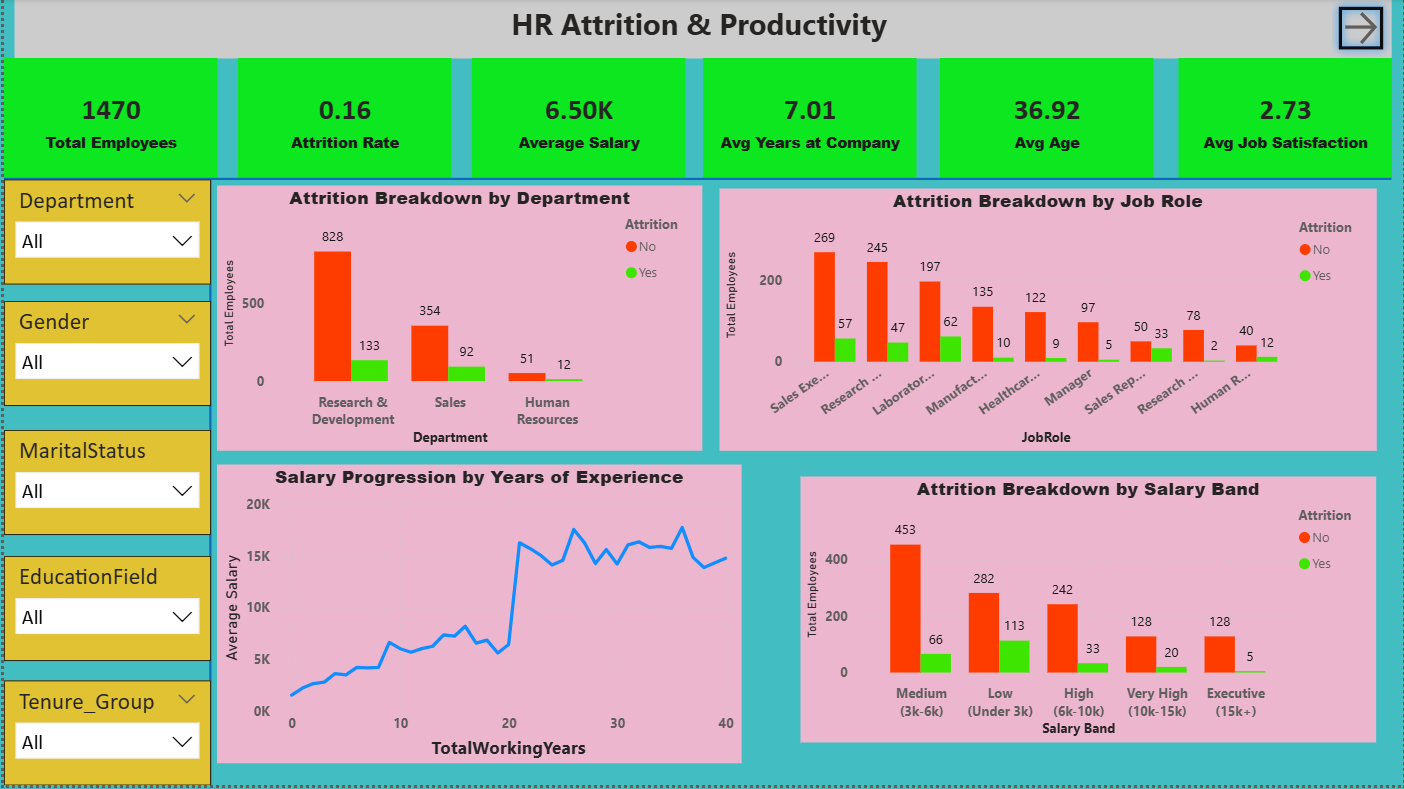 HR Attrition & Productivity
1470
Total Employees
0.16
Attrition Rate
6.50K
Average Salary
7.01
Avg Years at Company
36.92
Avg Age
2.73
Avg Job Satisfaction
Department
All
Gender
All
MaritalStatus
All
EducationField
All
Tenure_Group
All
Attrition Breakdown by Department
Attrition
No
Yes
Total Employees
500
0
828
133
354
92
51
12
Research &
Development
Sales
Human
Resources
Department
Attrition Breakdown by Job Role
Attrition
No
Yes
Total Employees
200
0
269
57
245
47
197
62
135
10
122
9
97
5
50
33
78
2
40
12
Sales Exe...
Research ...
Laborator...
Manufact...
Healthcar...
Manager
Sales Rep...
Research ...
Human R...
JobRole
Salary Progression by Years of Experience
Average Salary
20K
15K
10K
5K
0K
0
10
20
30
40
TotalWorkingYears
Attrition Breakdown by Salary Band
Attrition
No
Yes
Total Employees
400
200
0
453
66
282
113
242
33
128
20
128
5
Medium
(3k-6k)
Low
(Under 3k)
High
(6k-10k)
Very High
(10k-15k)
Executive
(15k+)
Salary Band